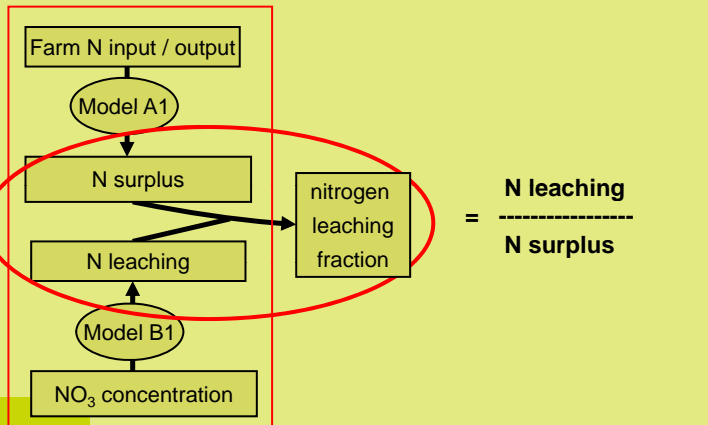 Farm N input / output
Model A1
N surplus
nitrogen
leaching
fraction
= N leaching
-----------------
N surplus
N leaching
Model B1
NO₃ concentration